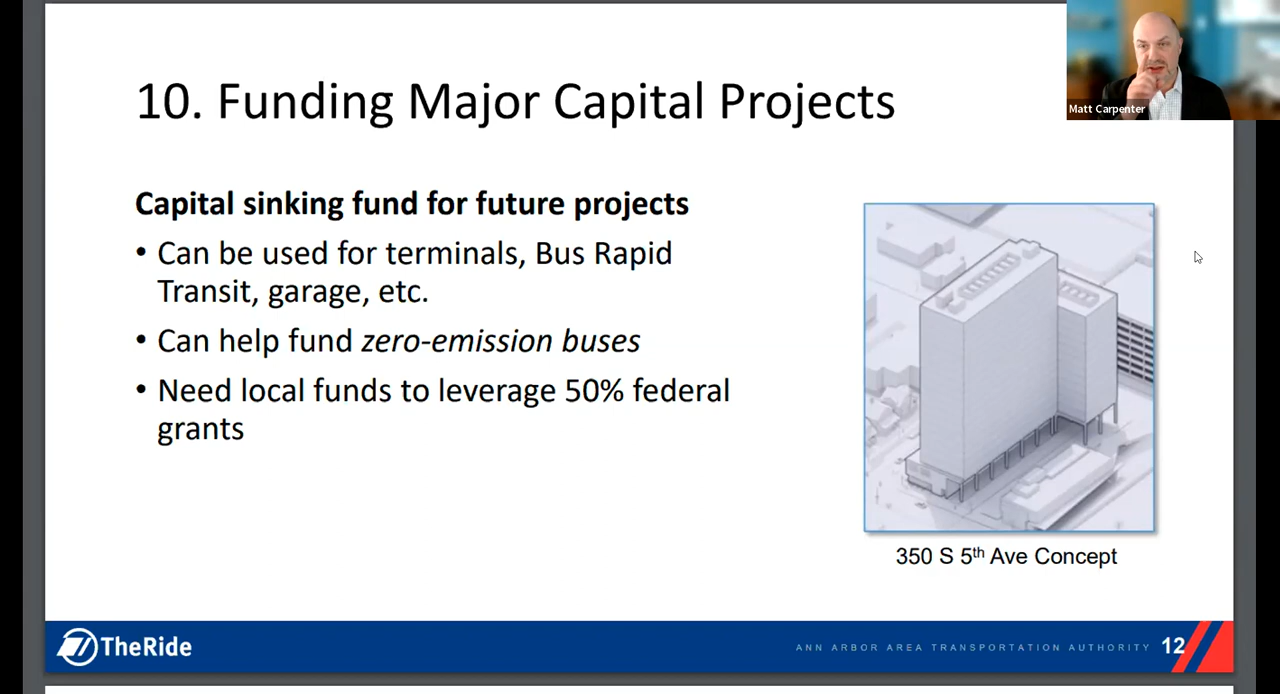 10. Funding Major Capital Projects
Matt Carpenter
Capital sinking fund for future projects
• Can be used for terminals, Bus Rapid
Transit, garage, etc.
• Can help fund zero-emission buses
• Need local funds to leverage 50% federal
grants
350 S 5th Ave Concept
TheRide
ANN ARBOR AREA TRANSPORTATION AUTHORITY 12